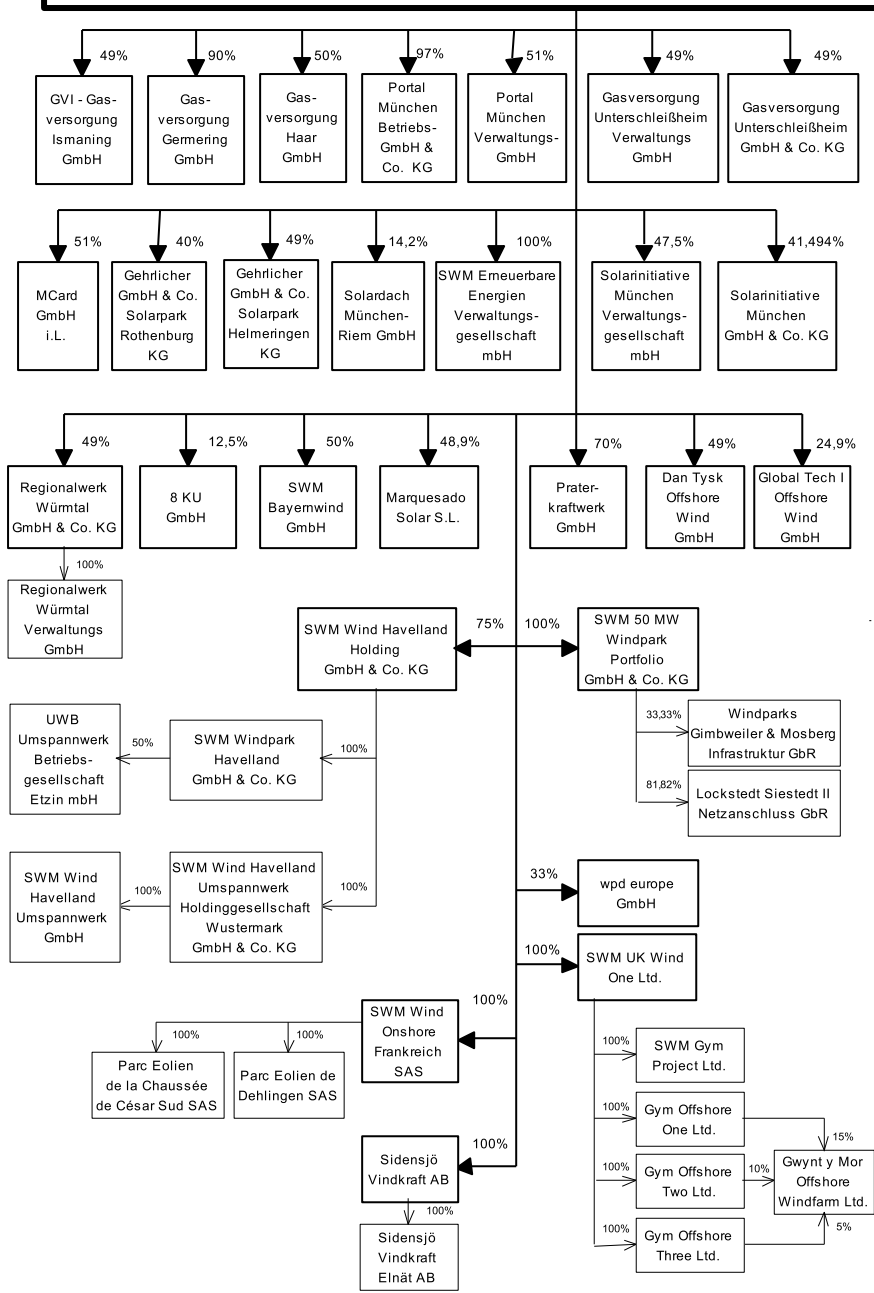 49%
90%
50%
97%
51%
49%
49%
GVI - Gas-
versorgung
Ismaning
GmbH
Gas-
versorgung
Germering
GmbH
Gas-
versorgung
Haar
GmbH
Portal
München
Betriebs-
GmbH &
Co. KG
Portal
München
Verwaltungs-
GmbH
Gasversorgung
Unterschleißheim
Verwaltungs
GmbH
Gasversorgung
Unterschleißheim
GmbH & Co. KG
51%
40%
49%
14,2%
100%
47,5%
41,494%
MCard
GmbH
i.L.
Gehrlicher
GmbH & Co.
Solarpark
Rothenburg
KG
Gehrlicher
GmbH & Co.
Solarpark
Helmeringen
KG
Solardach
München-
Riem GmbH
SWM Erneuerbare
Energien
Verwaltungs-
gesellschaft
mbH
Solarinitiative
München
Verwaltungs-
gesellschaft
mbH
Solarinitiative
München
GmbH & Co. KG
49%
12,5%
50%
48,9%
70%
49%
24,9%
Regionalwerk
Würmtal
GmbH & Co. KG
8 KU
GmbH
SWM
Bayernwind
GmbH
Marquesado
Solar S.L.
Prater-
kraftwerk
GmbH
Dan Tysk
Offshore
Wind
GmbH
Global Tech I
Offshore
Wind
GmbH
100%
Regionalwerk
Würmtal
Verwaltungs
GmbH
SWM Wind Havelland
Holding
GmbH & Co. KG
75%
100%
SWM 50 MW
Windpark
Portfolio
GmbH & Co. KG
UWB
Umspannwerk
Betriebs-
gesellschaft
Etzin mbH
50%
SWM Windpark
Havelland
GmbH & Co. KG
100%
33,33%
Windparks
Gimbweiler & Mosberg
Infrastruktur GbR
81,82%
Lockstedt Siestedt II
Netzanschluss GbR
SWM Wind
Havelland
Umspannwerk
GmbH
100%
SWM Wind Havelland
Umspannwerk
Holdinggesellschaft
Wustermark
GmbH & Co. KG
100%
33%
wpd europe
GmbH
100%
SWM UK Wind
One Ltd.
100%
SWM Wind
Onshore
Frankreich
SAS
100%
100%
Parc Eolien
de la Chaussée
de César Sud SAS
Parc Eolien de
Dehlingen SAS
100%
SWM Gym
Project Ltd.
100%
Gym Offshore
One Ltd.
15%
100%
Gym Offshore
Two Ltd.
10%
Gwynt y Mor
Offshore
Windfarm Ltd.
100%
Gym Offshore
Three Ltd.
5%
100%
Sidensjö
Vindkraft AB
100%
Sidensjö
Vindkraft
Elnät AB